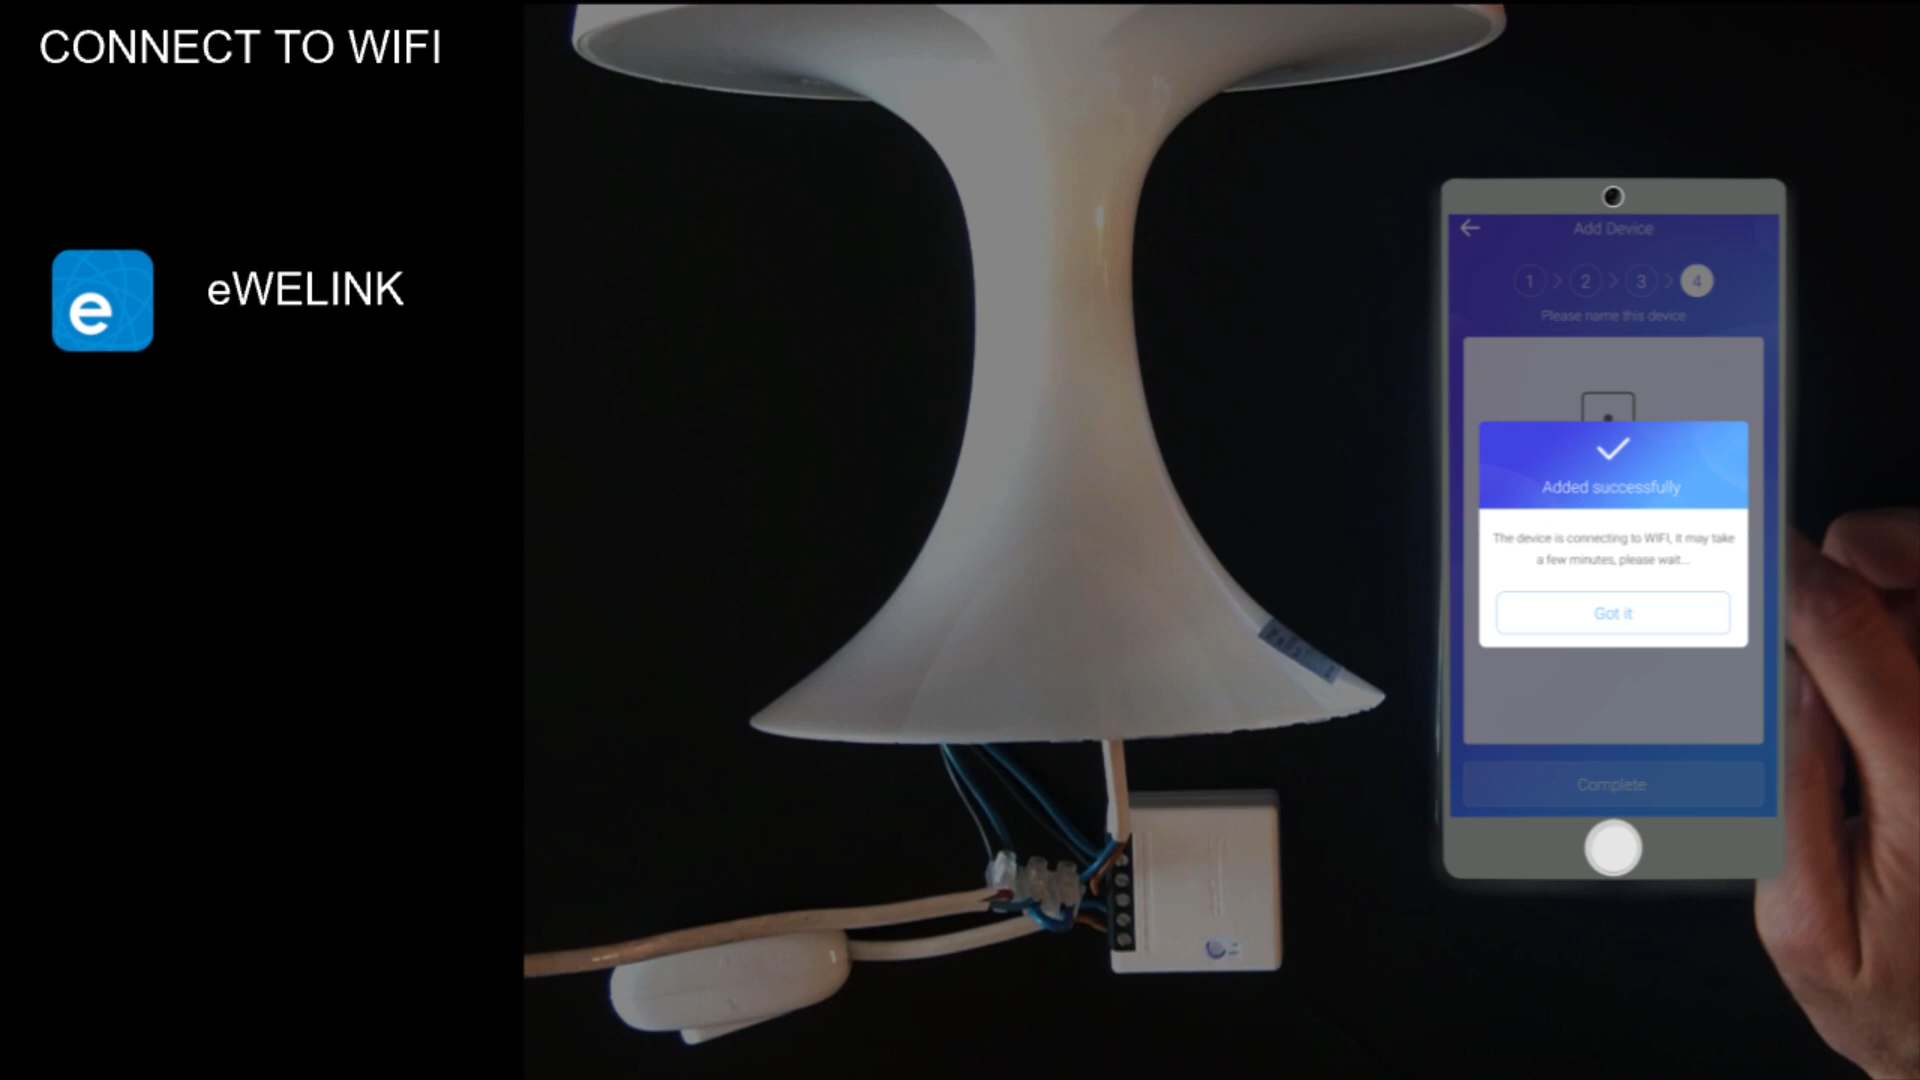 CONNECT TO WIFI
e
eWELINK
Add Device
1 > 2 > 3 > 4
Please name this device
Added successfully
The device is connecting to WIFI, it may take
a few minutes, please wait...
Got it
Complete